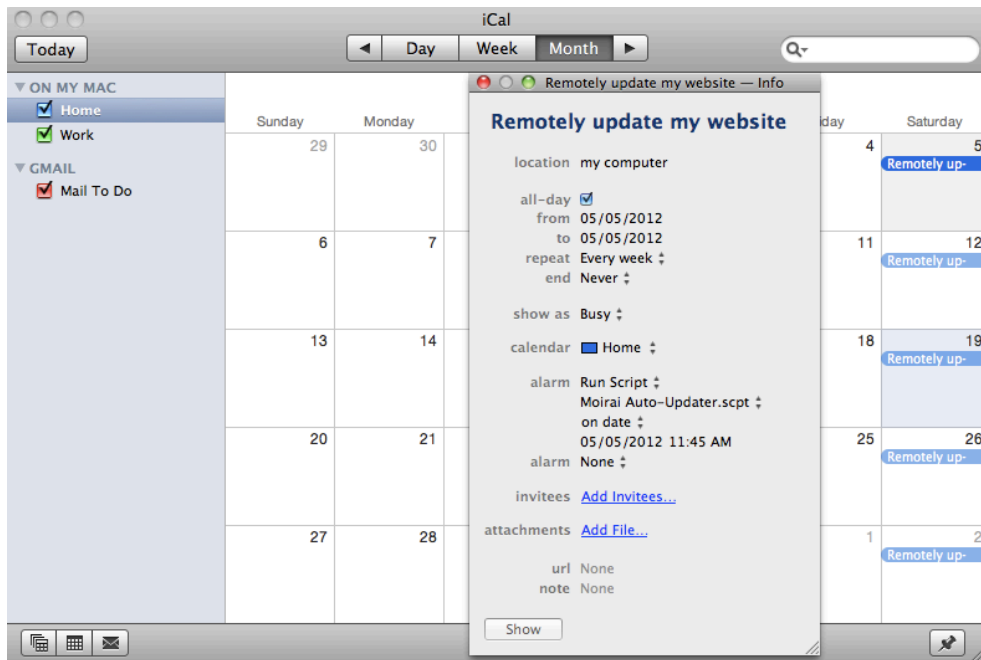 iCal
Today
◀ Day Week Month ▶
ON MY MAC
Home
Work
GMAIL
Mail To Do
Remotely update my website — Info
Sunday Monday iday Saturday
Remotely update my website
location my computer
all-day
from 05/05/2012
to 05/05/2012
repeat Every week
end Never
show as Busy
calendar Home
alarm Run Script
Moirai Auto-Updater.scpt
on date
05/05/2012 11:45 AM
alarm None
invitees Add Invitees...
attachments Add File...
url None
note None
Show
29 30 4 5
Remotely up-
6 7 11 12
Remotely up-
13 14 18 19
Remotely up-
20 21 25 26
Remotely up-
27 28 1 2
Remotely up-